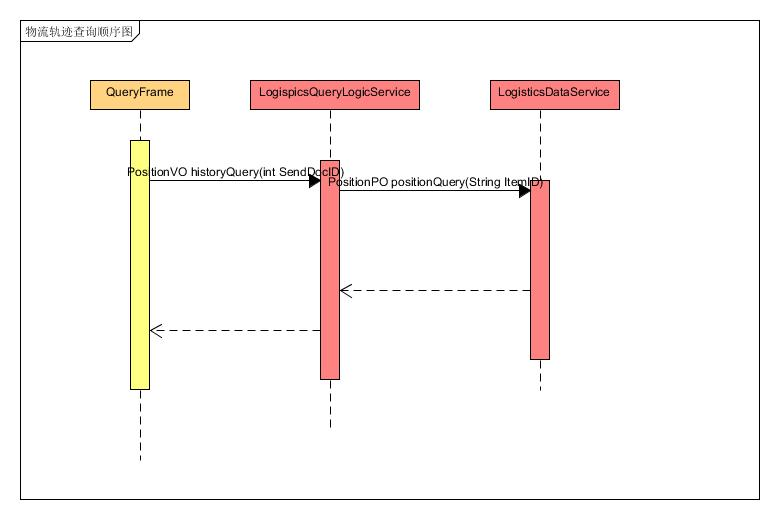 物流轨迹查询顺序图
QueryFrame
LogispicsQueryLogicService
LogisticsDataService
PositionVO historyQuery(int SendDocID)
PositionPO positionQuery(String ItemID)